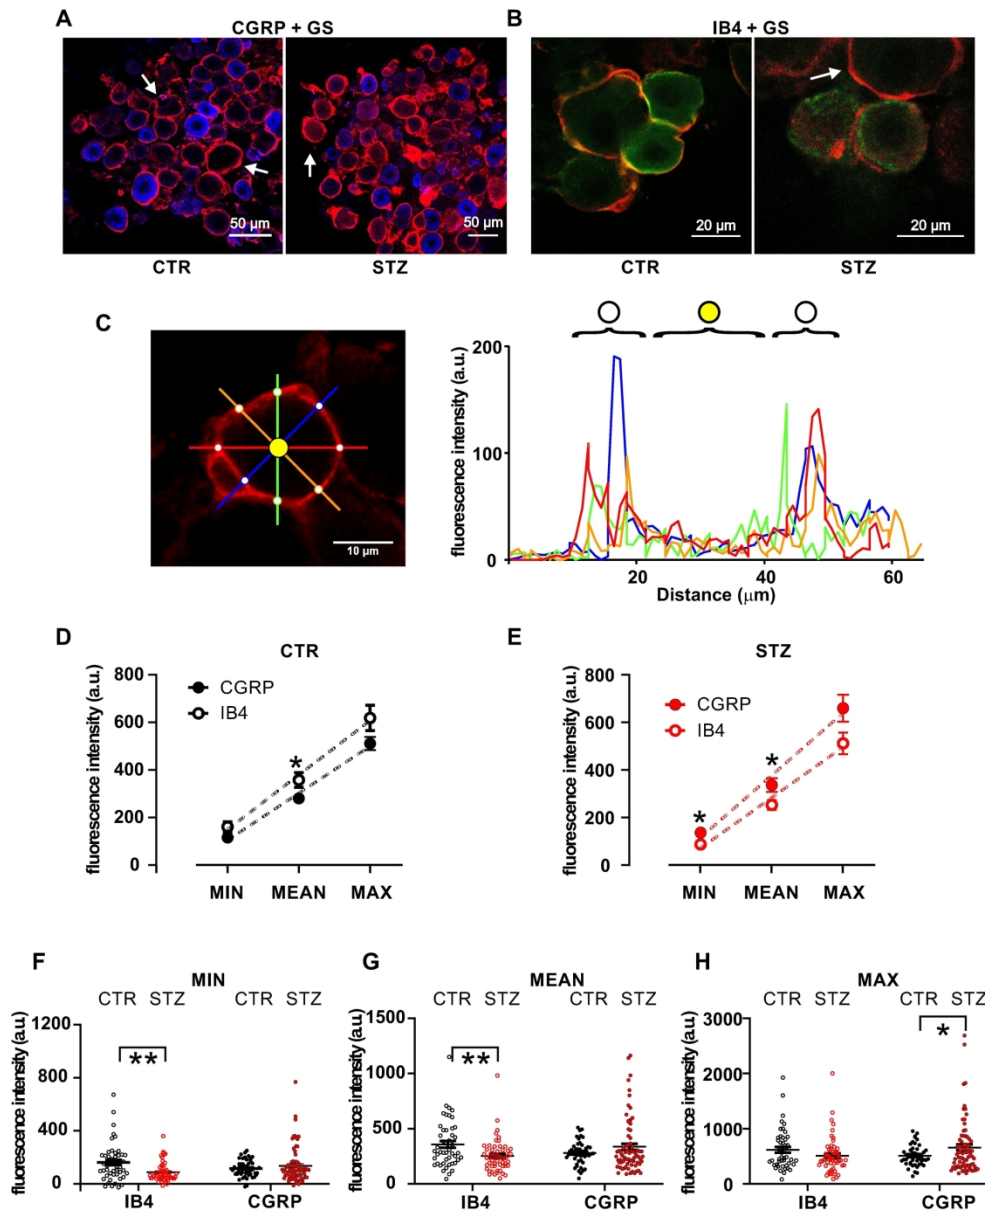 A
CGRP + GS
50 µm
50 µm
CTR
STZ
B
IB4 + GS
20 µm
20 µm
CTR
STZ
C
10 µm
fluorescence intensity (a.u.)
200
100
0
20
40
60
Distance (µm)
D
CTR
fluorescence intensity (a.u.)
800
600
400
200
0
CGRP
IB4
*
MIN
MEAN
MAX
E
STZ
fluorescence intensity (a.u.)
800
600
400
200
0
CGRP
IB4
*
*
MIN
MEAN
MAX
F
MIN
CTR STZ CTR STZ
fluorescence intensity (a.u.)
1200
800
400
0
**
IB4
CGRP
G
MEAN
CTR STZ CTR STZ
fluorescence intensity (a.u.)
1500
1000
500
0
**
IB4
CGRP
H
MAX
CTR STZ CTR STZ
fluorescence intensity (a.u.)
3000
2000
1000
0
*
IB4
CGRP